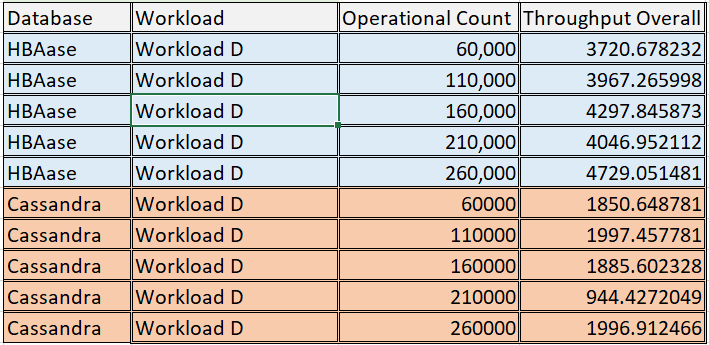 Database Workload Operational Count Throughput Overall
HBAase Workload D 60,000 3720.678232
HBAase Workload D 110,000 3967.265998
HBAase Workload D 160,000 4297.845873
HBAase Workload D 210,000 4046.952112
HBAase Workload D 260,000 4729.051481
Cassandra Workload D 60000 1850.648781
Cassandra Workload D 110000 1997.457781
Cassandra Workload D 160000 1885.602328
Cassandra Workload D 210000 944.4272049
Cassandra Workload D 260000 1996.912466